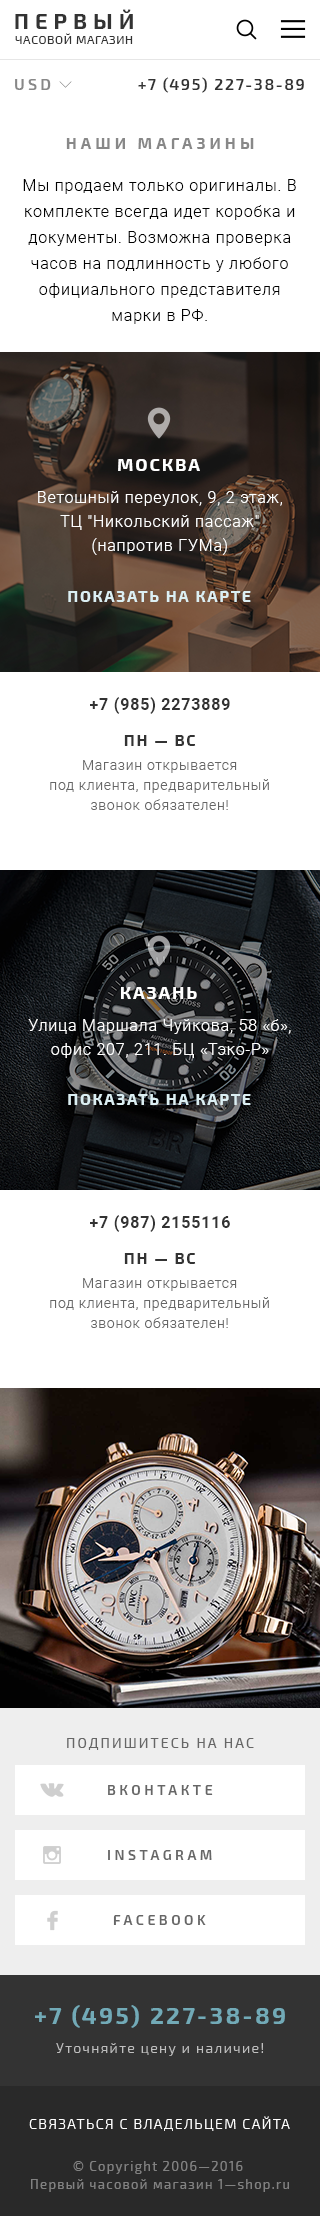 ПЕРВЫЙ
ЧАСОВОЙ МАГАЗИН
USD
+7 (495) 227-38-89
НАШИ МАГАЗИНЫ
Мы продаем только оригиналы. В
комплекте всегда идет коробка и
документы. Возможна проверка
часов на подлинность у любого
официального представителя
марки в РФ.
МОСКВА
Ветошный переулок, 9, 2 этаж,
ТЦ "Никольский пассаж"
(напротив ГУМа)
ПОКАЗАТЬ НА КАРТЕ
+7 (985) 2273889
ПН — ВС
Магазин открывается
под клиента, предварительный
звонок обязателен!
КАЗАНЬ
Улица Маршала Чуйкова, 58 «б»,
офис 207, 211. БЦ «Тэко-Р»
ПОКАЗАТЬ НА КАРТЕ
+7 (987) 2155116
ПН — ВС
Магазин открывается
под клиента, предварительный
звонок обязателен!
ПОДПИШИТЕСЬ НА НАС
ВКОНТАКТЕ
INSTAGRAM
FACEBOOK
+7 (495) 227-38-89
Уточняйте цену и наличие!
СВЯЗАТЬСЯ С ВЛАДЕЛЬЦЕМ САЙТА
© Copyright 2006—2016
Первый часовой магазин 1—shop.ru